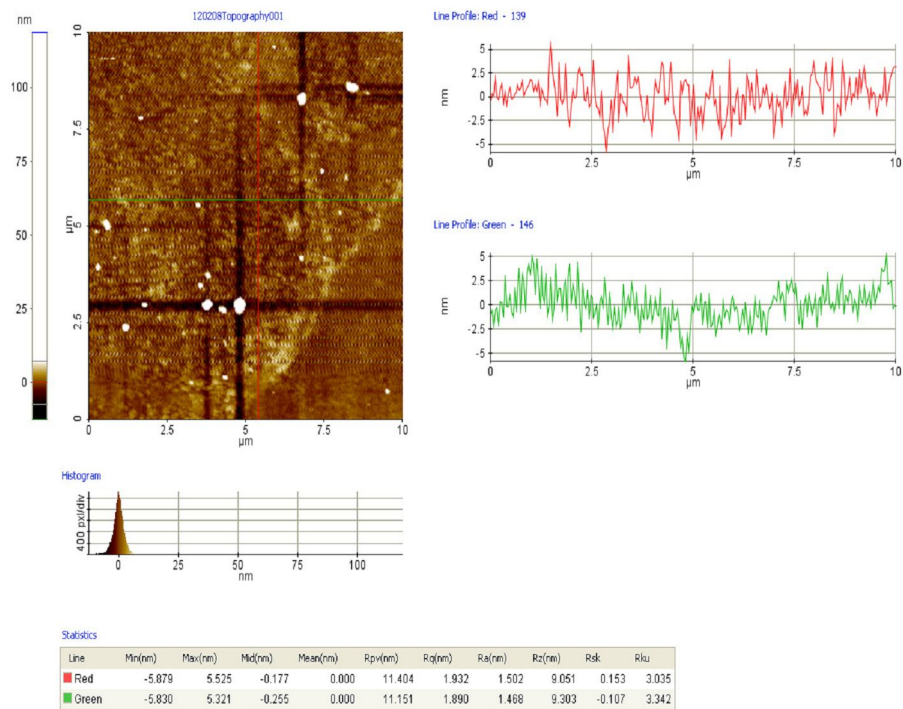 nm
120208Topography001
Line Profile: Red - 139
100
75
50
25
0
10
7.5
5
2.5
0
µm
0
2.5
5
7.5
10
µm
5
2.5
0
-2.5
-5
nm
0
2.5
5
7.5
10
µm
Line Profile: Green - 146
5
2.5
0
-2.5
-5
nm
0
2.5
5
7.5
10
µm
Histogram
400 pxl/div
0
25
50
75
100
nm
Statistics
Line Min(nm) Max(nm) Mid(nm) Mean(nm) Rpv(nm) Rq(nm) Ra(nm) Rz(nm) Rsk Rku
Red -5.879 5.525 -0.177 0.000 11.404 1.932 1.502 9.051 0.153 3.035
Green -5.830 5.321 -0.255 0.000 11.151 1.890 1.468 9.303 -0.107 3.342